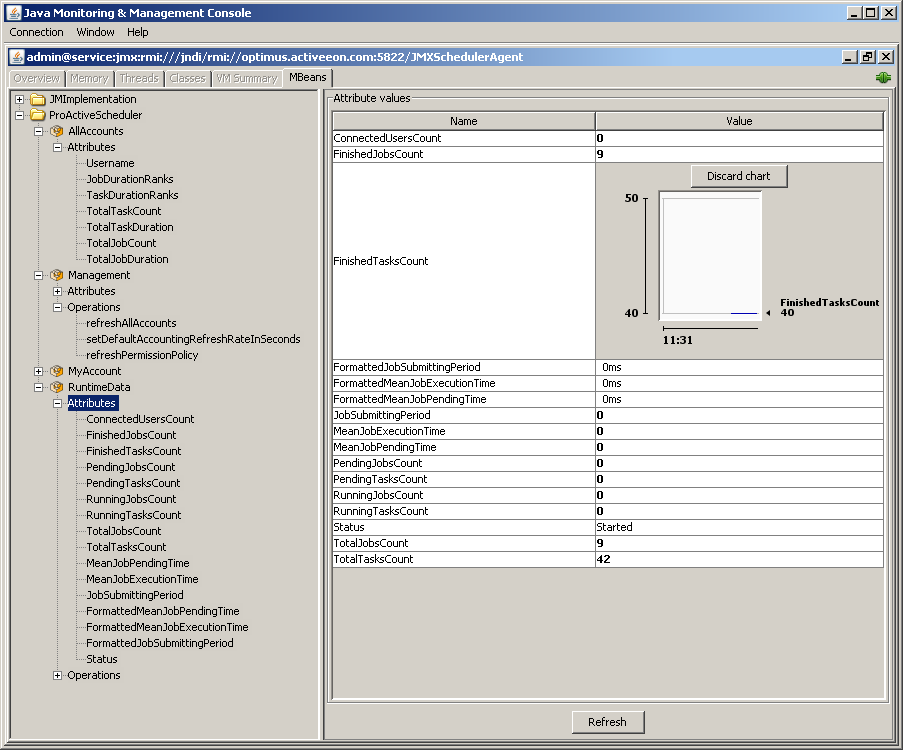 Java Monitoring & Management Console
Connection Window Help
admin@service:jmx:rmi:///jndi/rmi://optimus.activeeon.com:5822/JMXSchedulerAgent
Overview Memory Threads Classes VM Summary MBeans
JMImplementation
ProActiveScheduler
AllAccounts
Attributes
Username
JobDurationRanks
TaskDurationRanks
TotalTaskCount
TotalTaskDuration
TotalJobCount
TotalJobDuration
Management
Attributes
Operations
refreshAllAccounts
setDefaultAccountingRefreshRateInSeconds
refreshPermissionPolicy
MyAccount
RuntimeData
Attributes
ConnectedUsersCount
FinishedJobsCount
FinishedTasksCount
PendingJobsCount
PendingTasksCount
RunningJobsCount
RunningTasksCount
TotalJobsCount
TotalTasksCount
MeanJobPendingTime
MeanJobExecutionTime
JobSubmittingPeriod
FormattedMeanJobPendingTime
FormattedMeanJobExecutionTime
FormattedJobSubmittingPeriod
Status
Operations
Attribute values
Name Value
ConnectedUsersCount 0
FinishedJobsCount 9
Discard chart
50
FinishedTasksCount
FinishedTasksCount
40 40
11:31
FormattedJobSubmittingPeriod 0ms
FormattedMeanJobExecutionTime 0ms
FormattedMeanJobPendingTime 0ms
JobSubmittingPeriod 0
MeanJobExecutionTime 0
MeanJobPendingTime 0
PendingJobsCount 0
PendingTasksCount 0
RunningJobsCount 0
RunningTasksCount 0
Status Started
TotalJobsCount 9
TotalTasksCount 42
Refresh